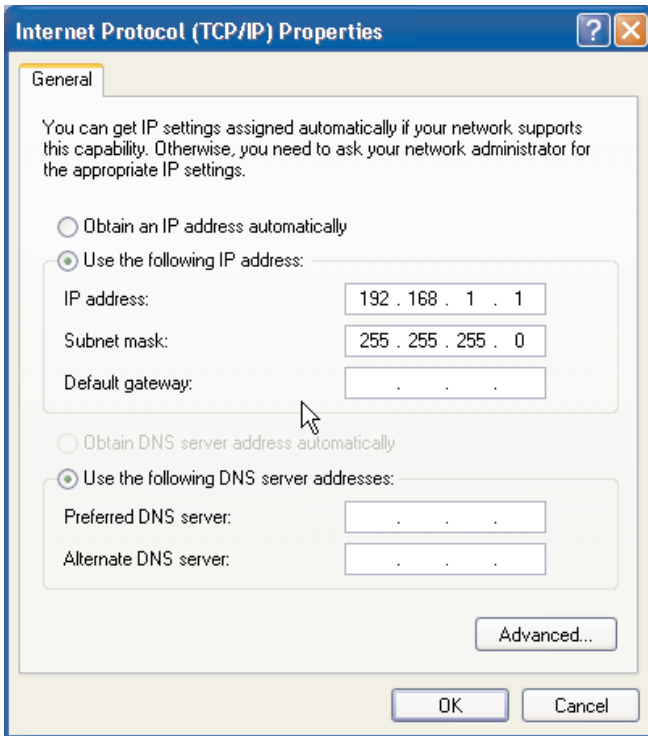 Internet Protocol (TCP/IP) Properties
General
You can get IP settings assigned automatically if your network supports
this capability. Otherwise, you need to ask your network administrator for
the appropriate IP settings.
Obtain an IP address automatically
Use the following IP address:
IP address: 192 . 168 . 1 . 1
Subnet mask: 255 . 255 . 255 . 0
Default gateway: . . .
Obtain DNS server address automatically
Use the following DNS server addresses:
Preferred DNS server: . . .
Alternate DNS server: . . .
Advanced...
OK Cancel